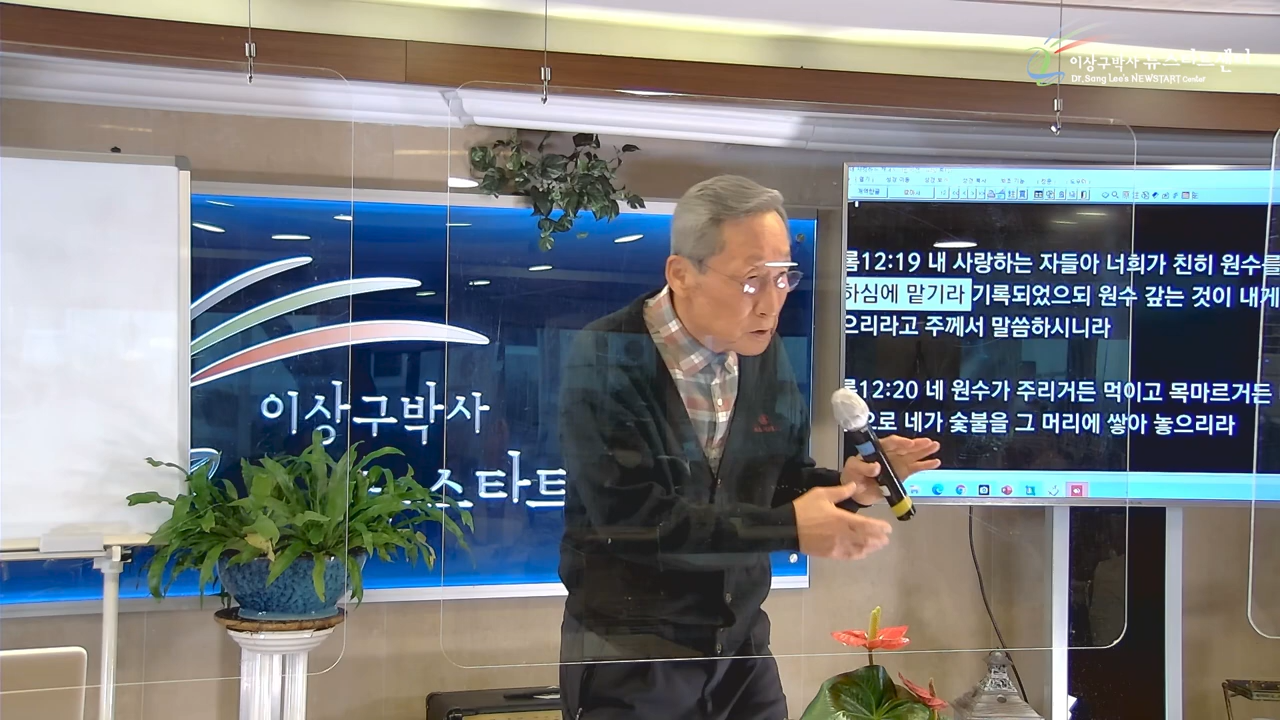 이상구박사 뉴스타트센터
Dr. Sang Lee's NEWSTART Center
이상구박사
스타트
롬12:19 내 사랑하는 자들아 너희가 친히 원수를
하심에 맡기라 기록되었으되 원수 갚는 것이 내게
으리라고 주께서 말씀하시니라
롬12:20 네 원수가 주리거든 먹이고 목마르거든
으로 네가 숯불을 그 머리에 쌓아 놓으리라